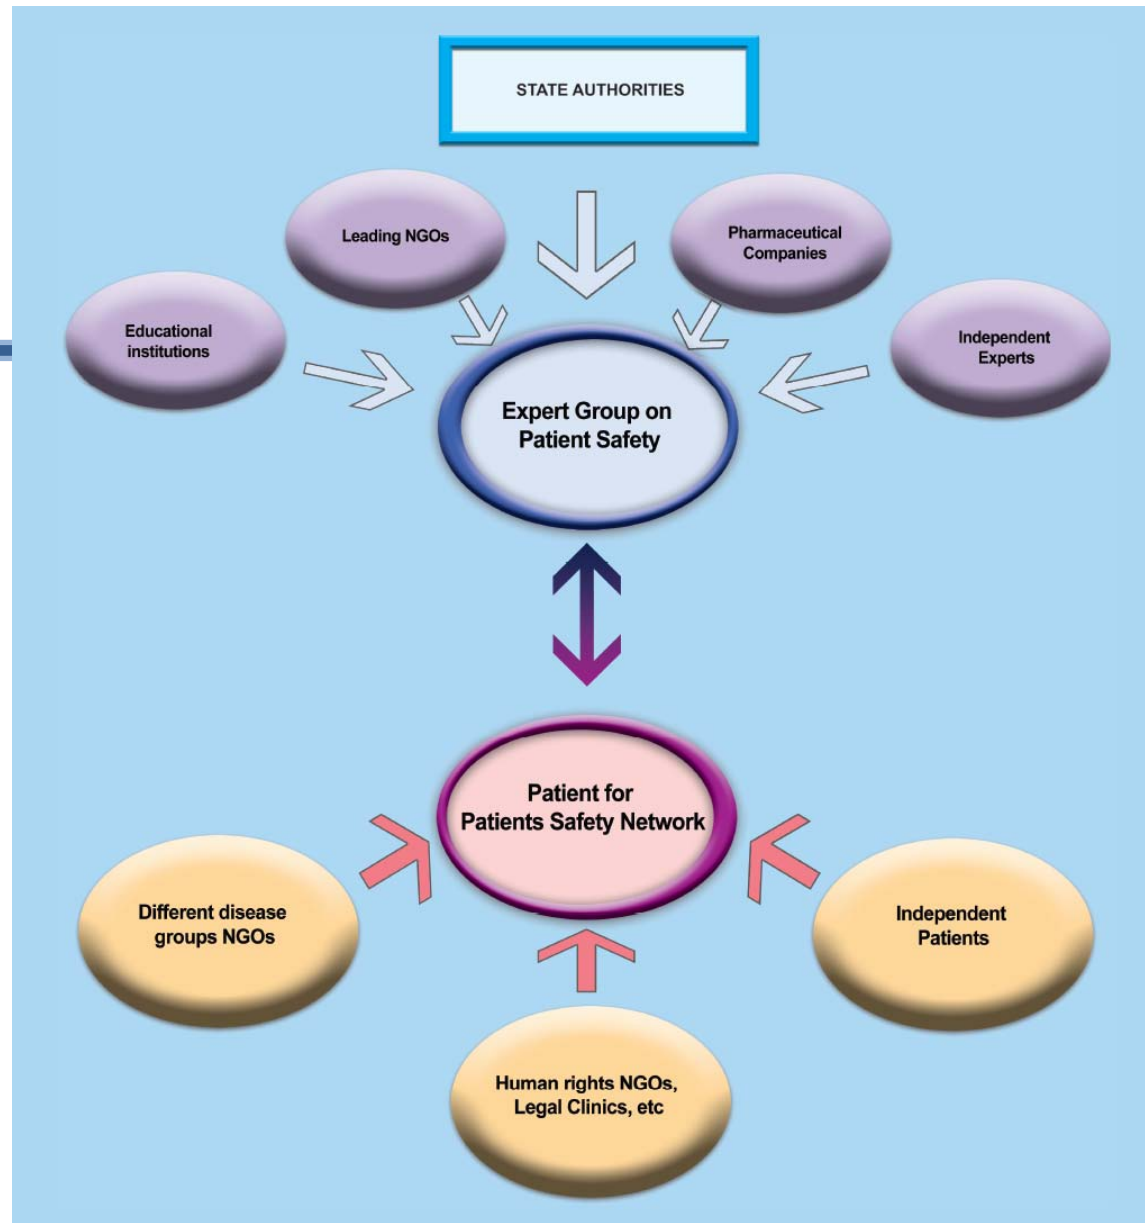 STATE AUTHORITIES
Leading NGOs
Pharmaceutical
Companies
Educational
institutions
Independent
Experts
Expert Group on
Patient Safety
Patient for
Patients Safety Network
Different disease
groups NGOs
Independent
Patients
Human rights NGOs,
Legal Clinics, etc